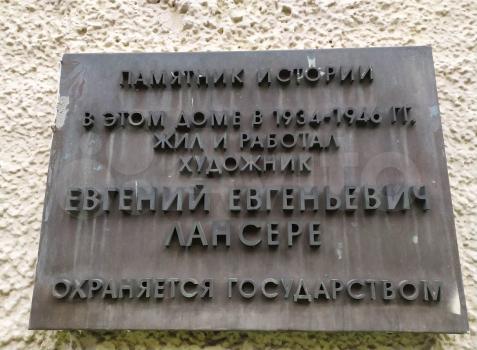 ПАМЯТНИК ИСТОРИИ
В ЭТОМ ДОМЕ В 1934-1946 ГГ.
ЖИЛ И РАБОТАЛ
ХУДОЖНИК
ЕВГЕНИЙ ЕВГЕНЬЕВИЧ
ЛАНСЕРЕ
ОХРАНЯЕТСЯ ГОСУДАРСТВОМ